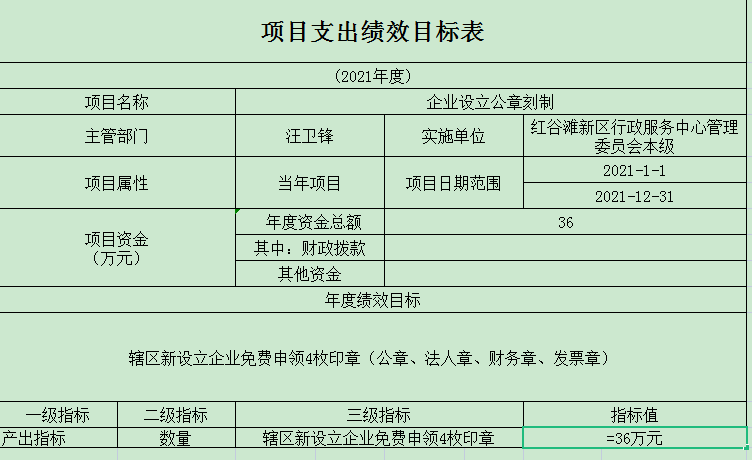 项目支出绩效目标表
（2021年度）
项目名称 企业设立公章刻制
主管部门 汪卫锋 实施单位 红谷滩新区行政服务中心管理
委员会本级
项目属性 当年项目 项目日期范围 2021-1-1
2021-12-31
项目资金
（万元）
年度资金总额 36
其中：财政拨款
其他资金
年度绩效目标
辖区新设立企业免费申领4枚印章（公章、法人章、财务章、发票章）
一级指标 二级指标 三级指标 指标值
产出指标 数量 辖区新设立企业免费申领4枚印章 =36万元